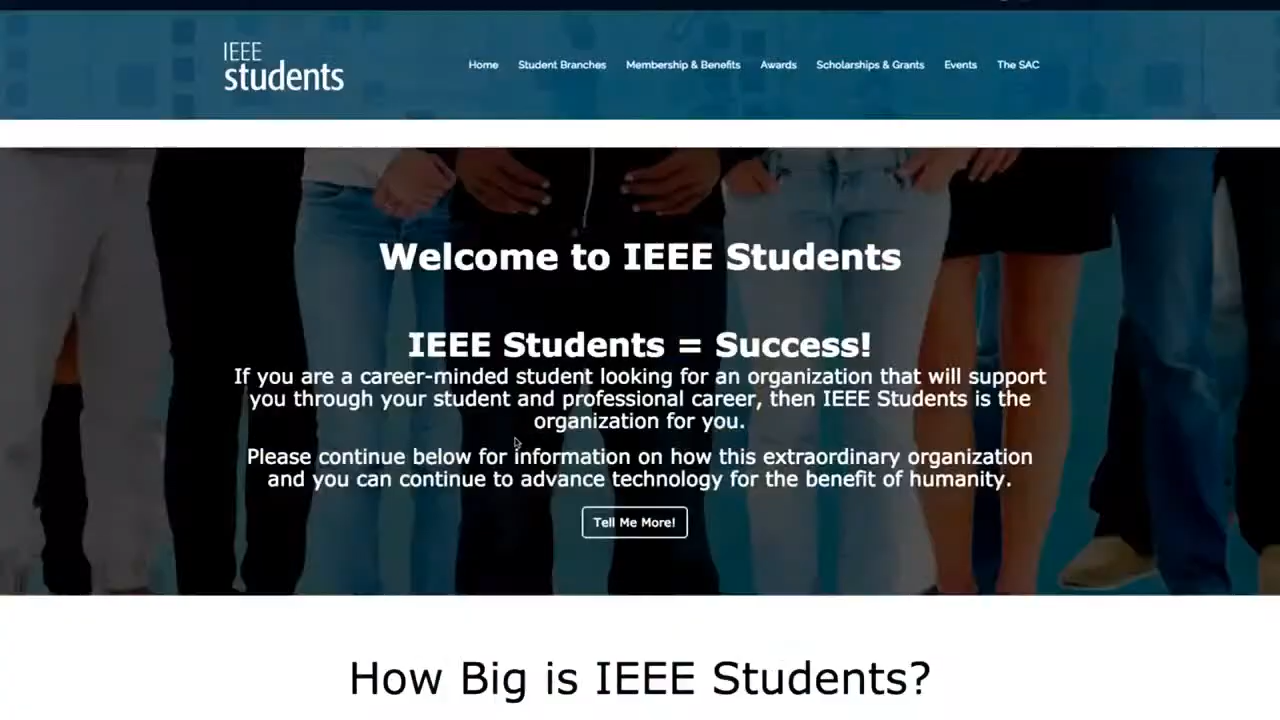 IEEE
students
Home Student Branches Membership & Benefits Awards Scholarships & Grants Events The SAC
Welcome to IEEE Students
IEEE Students = Success!
If you are a career-minded student looking for an organization that will support
you through your student and professional career, then IEEE Students is the
organization for you.
Please continue below for information on how this extraordinary organization
and you can continue to advance technology for the benefit of humanity.
Tell Me More!
How Big is IEEE Students?